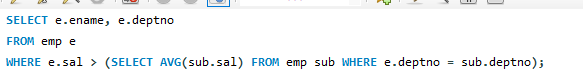 SELECT e.ename, e.deptno
FROM emp e
WHERE e.sal > (SELECT AVG(sub.sal) FROM emp sub WHERE e.deptno = sub.deptno);